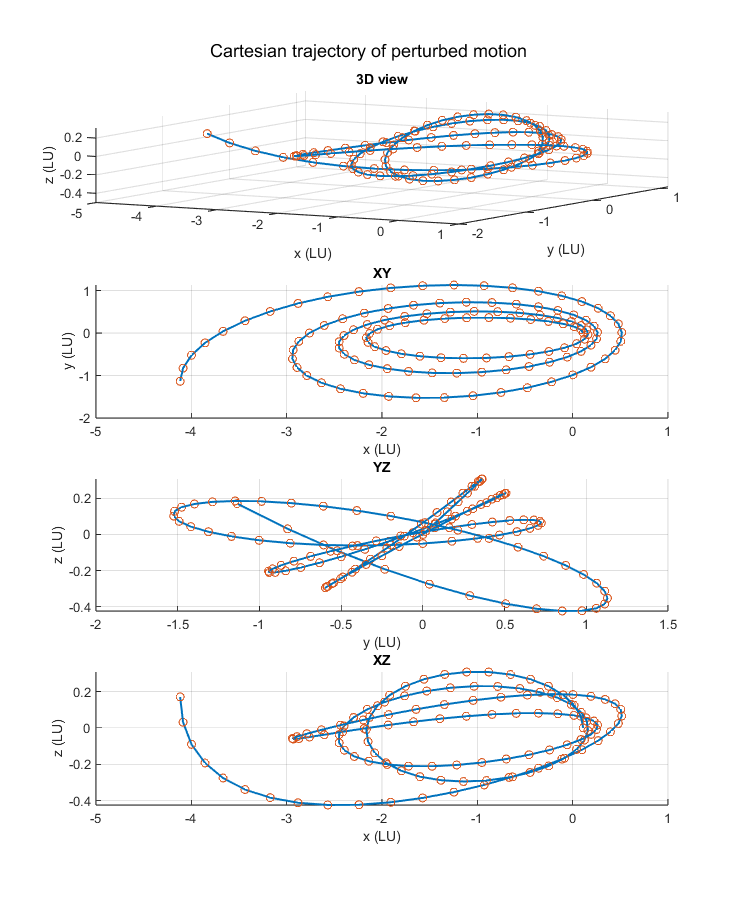 Cartesian trajectory of perturbed motion
3D view
0.2
0
-0.2
-0.4
z (LU)
-5
-4
-3
-2
-1
0
1
x (LU)
-2
-1
0
1
y (LU)
XY
1
0
-1
-2
y (LU)
-5 -4 -3 -2 -1 0 1
x (LU)
YZ
0.2
0
-0.2
-0.4
z (LU)
-2 -1.5 -1 -0.5 0 0.5 1 1.5
y (LU)
XZ
0.2
0
-0.2
-0.4
z (LU)
-5 -4 -3 -2 -1 0 1
x (LU)